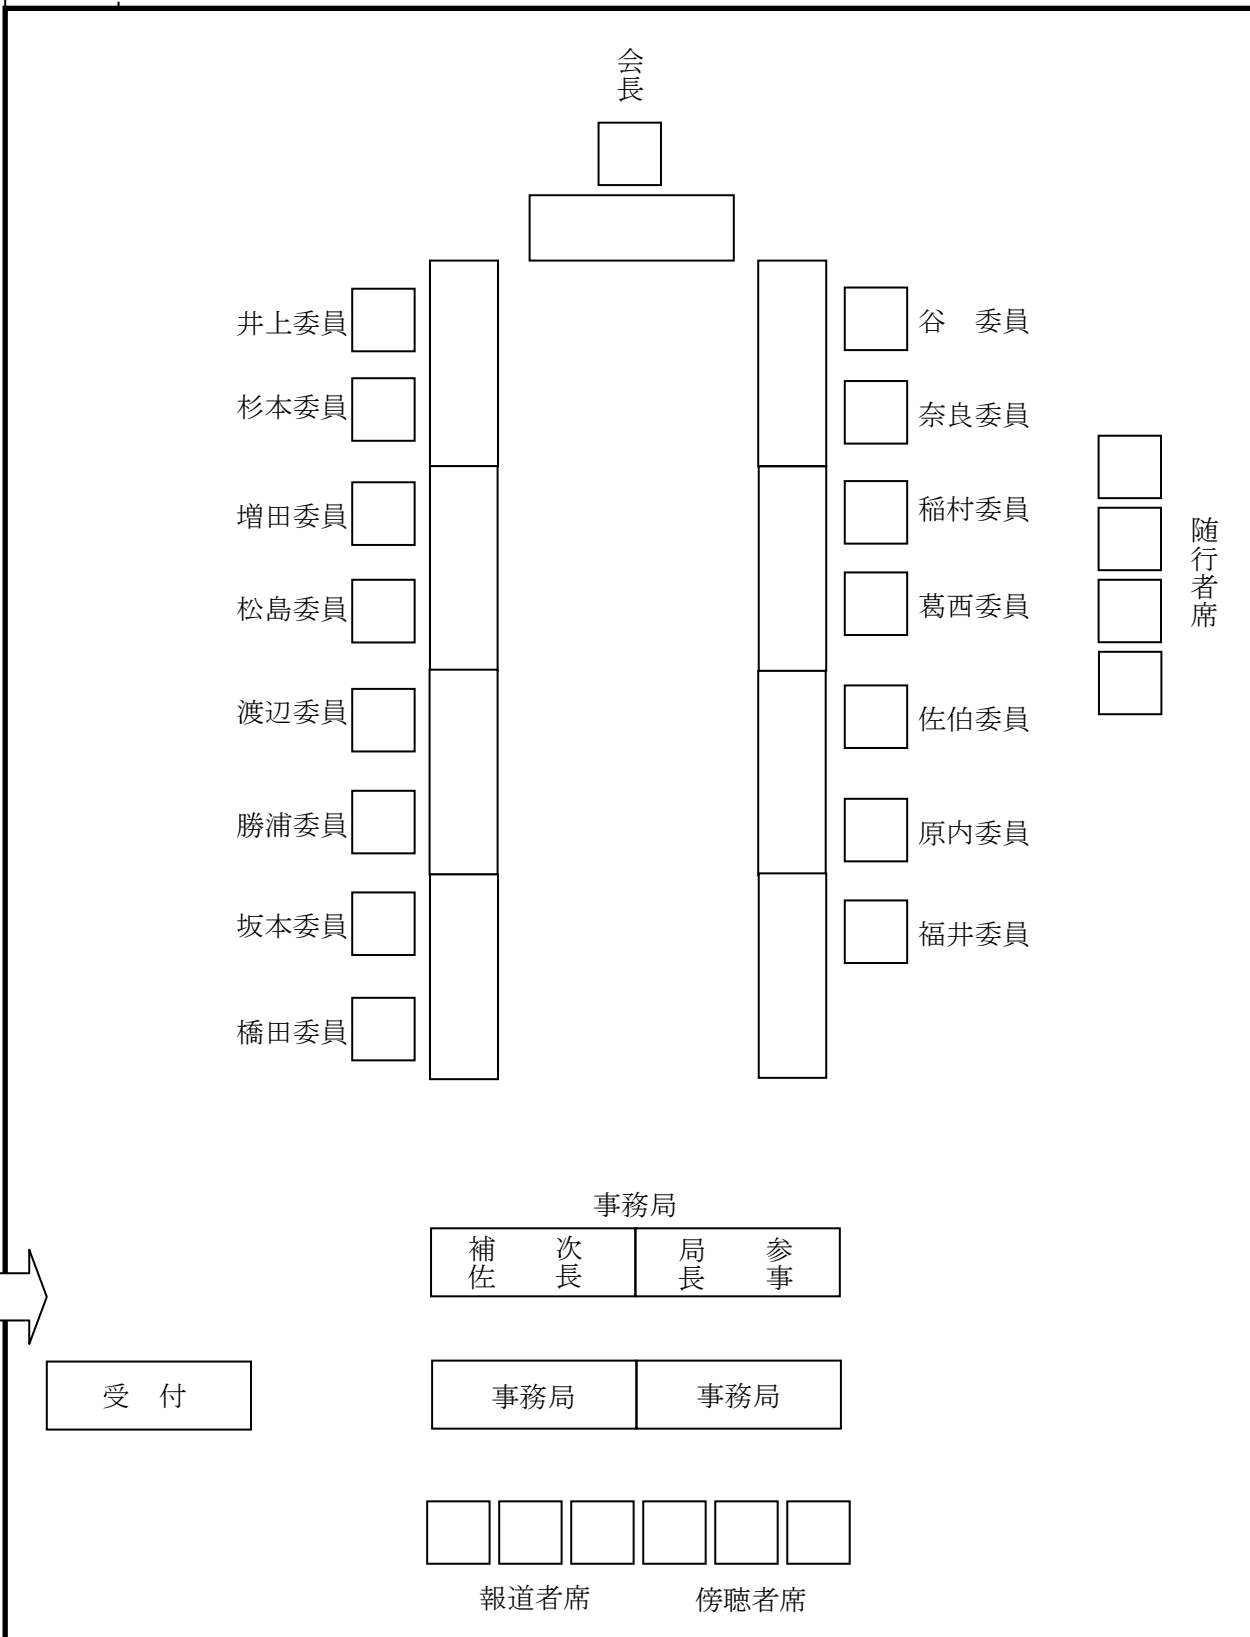 会長
井上委員
谷　委員
杉本委員
奈良委員
増田委員
稲村委員
松島委員
葛西委員
随行者席
渡辺委員
佐伯委員
勝浦委員
原内委員
坂本委員
福井委員
橋田委員
事務局
補佐
次長
局長
参事
受　付
事務局
事務局
報道者席
傍聴者席